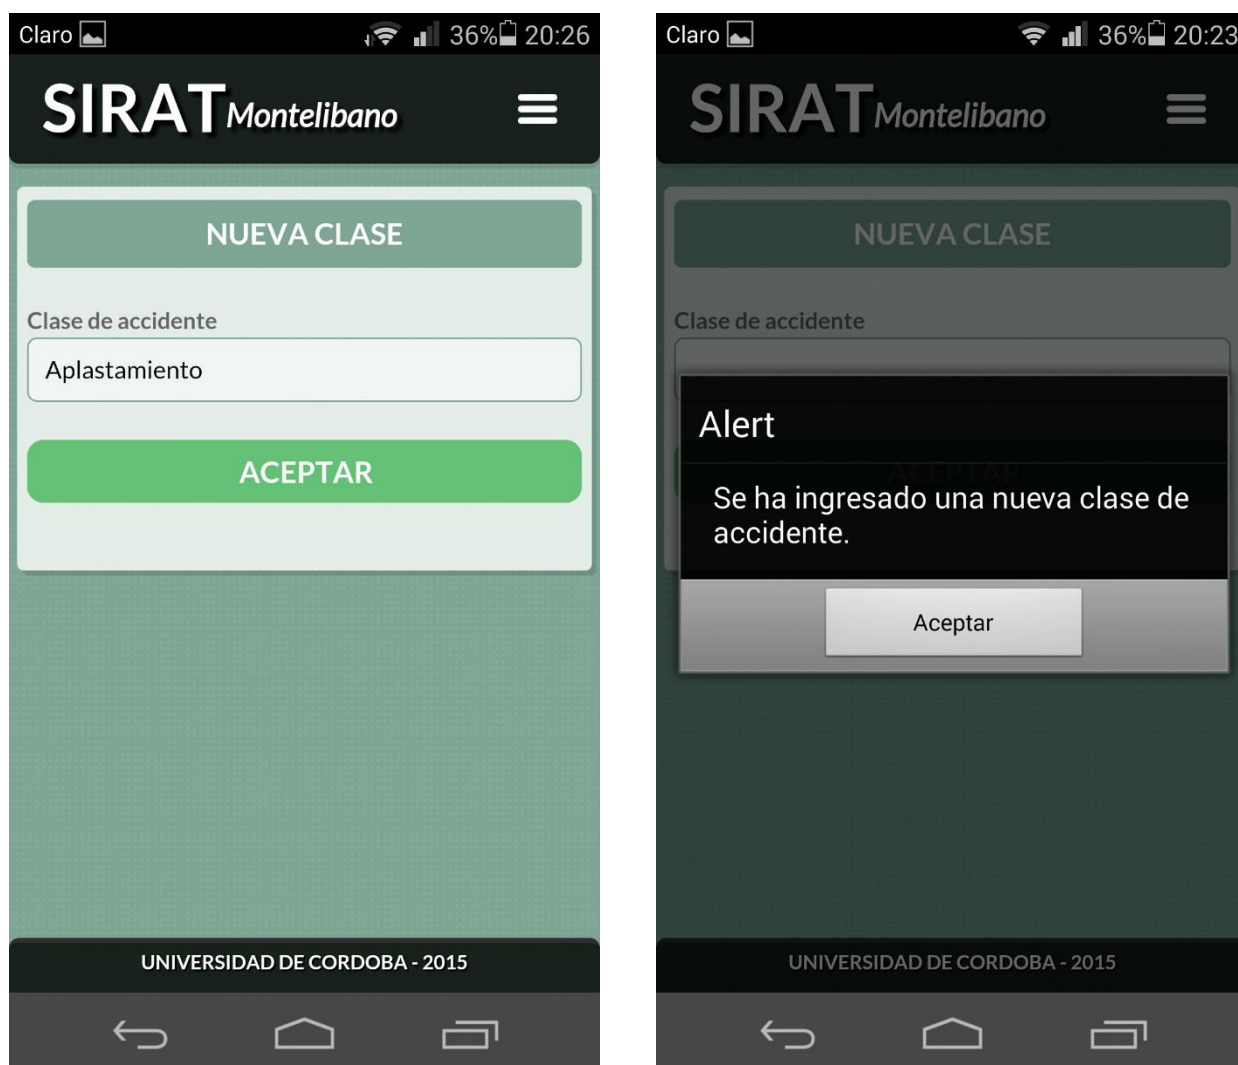 Claro 36% 20:26
SIRAT Montelibano
NUEVA CLASE
Clase de accidente
Aplastamiento
ACEPTAR
UNIVERSIDAD DE CORDOBA - 2015
Claro 36% 20:23
SIRAT Montelibano
NUEVA CLASE
Clase de accidente
Alert
ACEPTAR
Se ha ingresado una nueva clase de
accidente.
Aceptar
UNIVERSIDAD DE CORDOBA - 2015